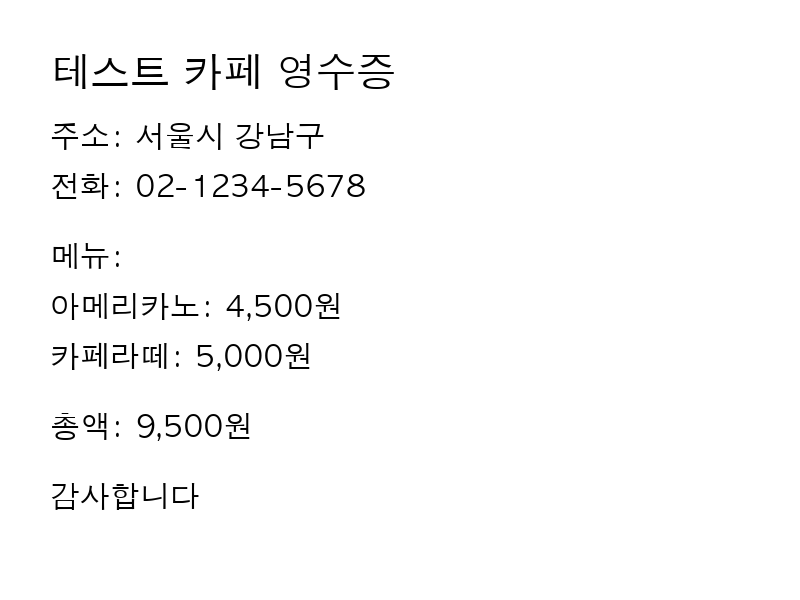 테스트 카페 영수증
주소: 서울시 강남구
전화: 02-1234-5678
메뉴:
아메리카노: 4,500원
카페라떼: 5,000원
총액: 9,500원
감사합니다